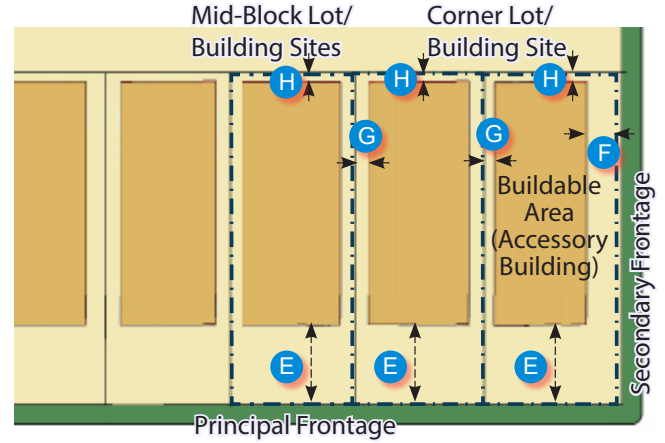 Mid-Block Lot/
Building Sites
Corner Lot/
Building Site
H
H
H
G
G
F
Buildable
Area
(Accessory
Building)
Secondary Frontage
E
E
E
Principal Frontage